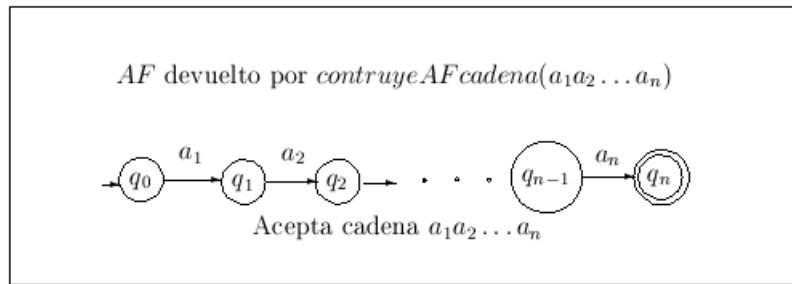 AF devuelto por contruyeAFcadena(a₁a₂...aₙ)
a₁ a₂ aₙ
q₀ q₁ q₂ . . . qₙ₋₁ qₙ
Acepta cadena a₁a₂...aₙ